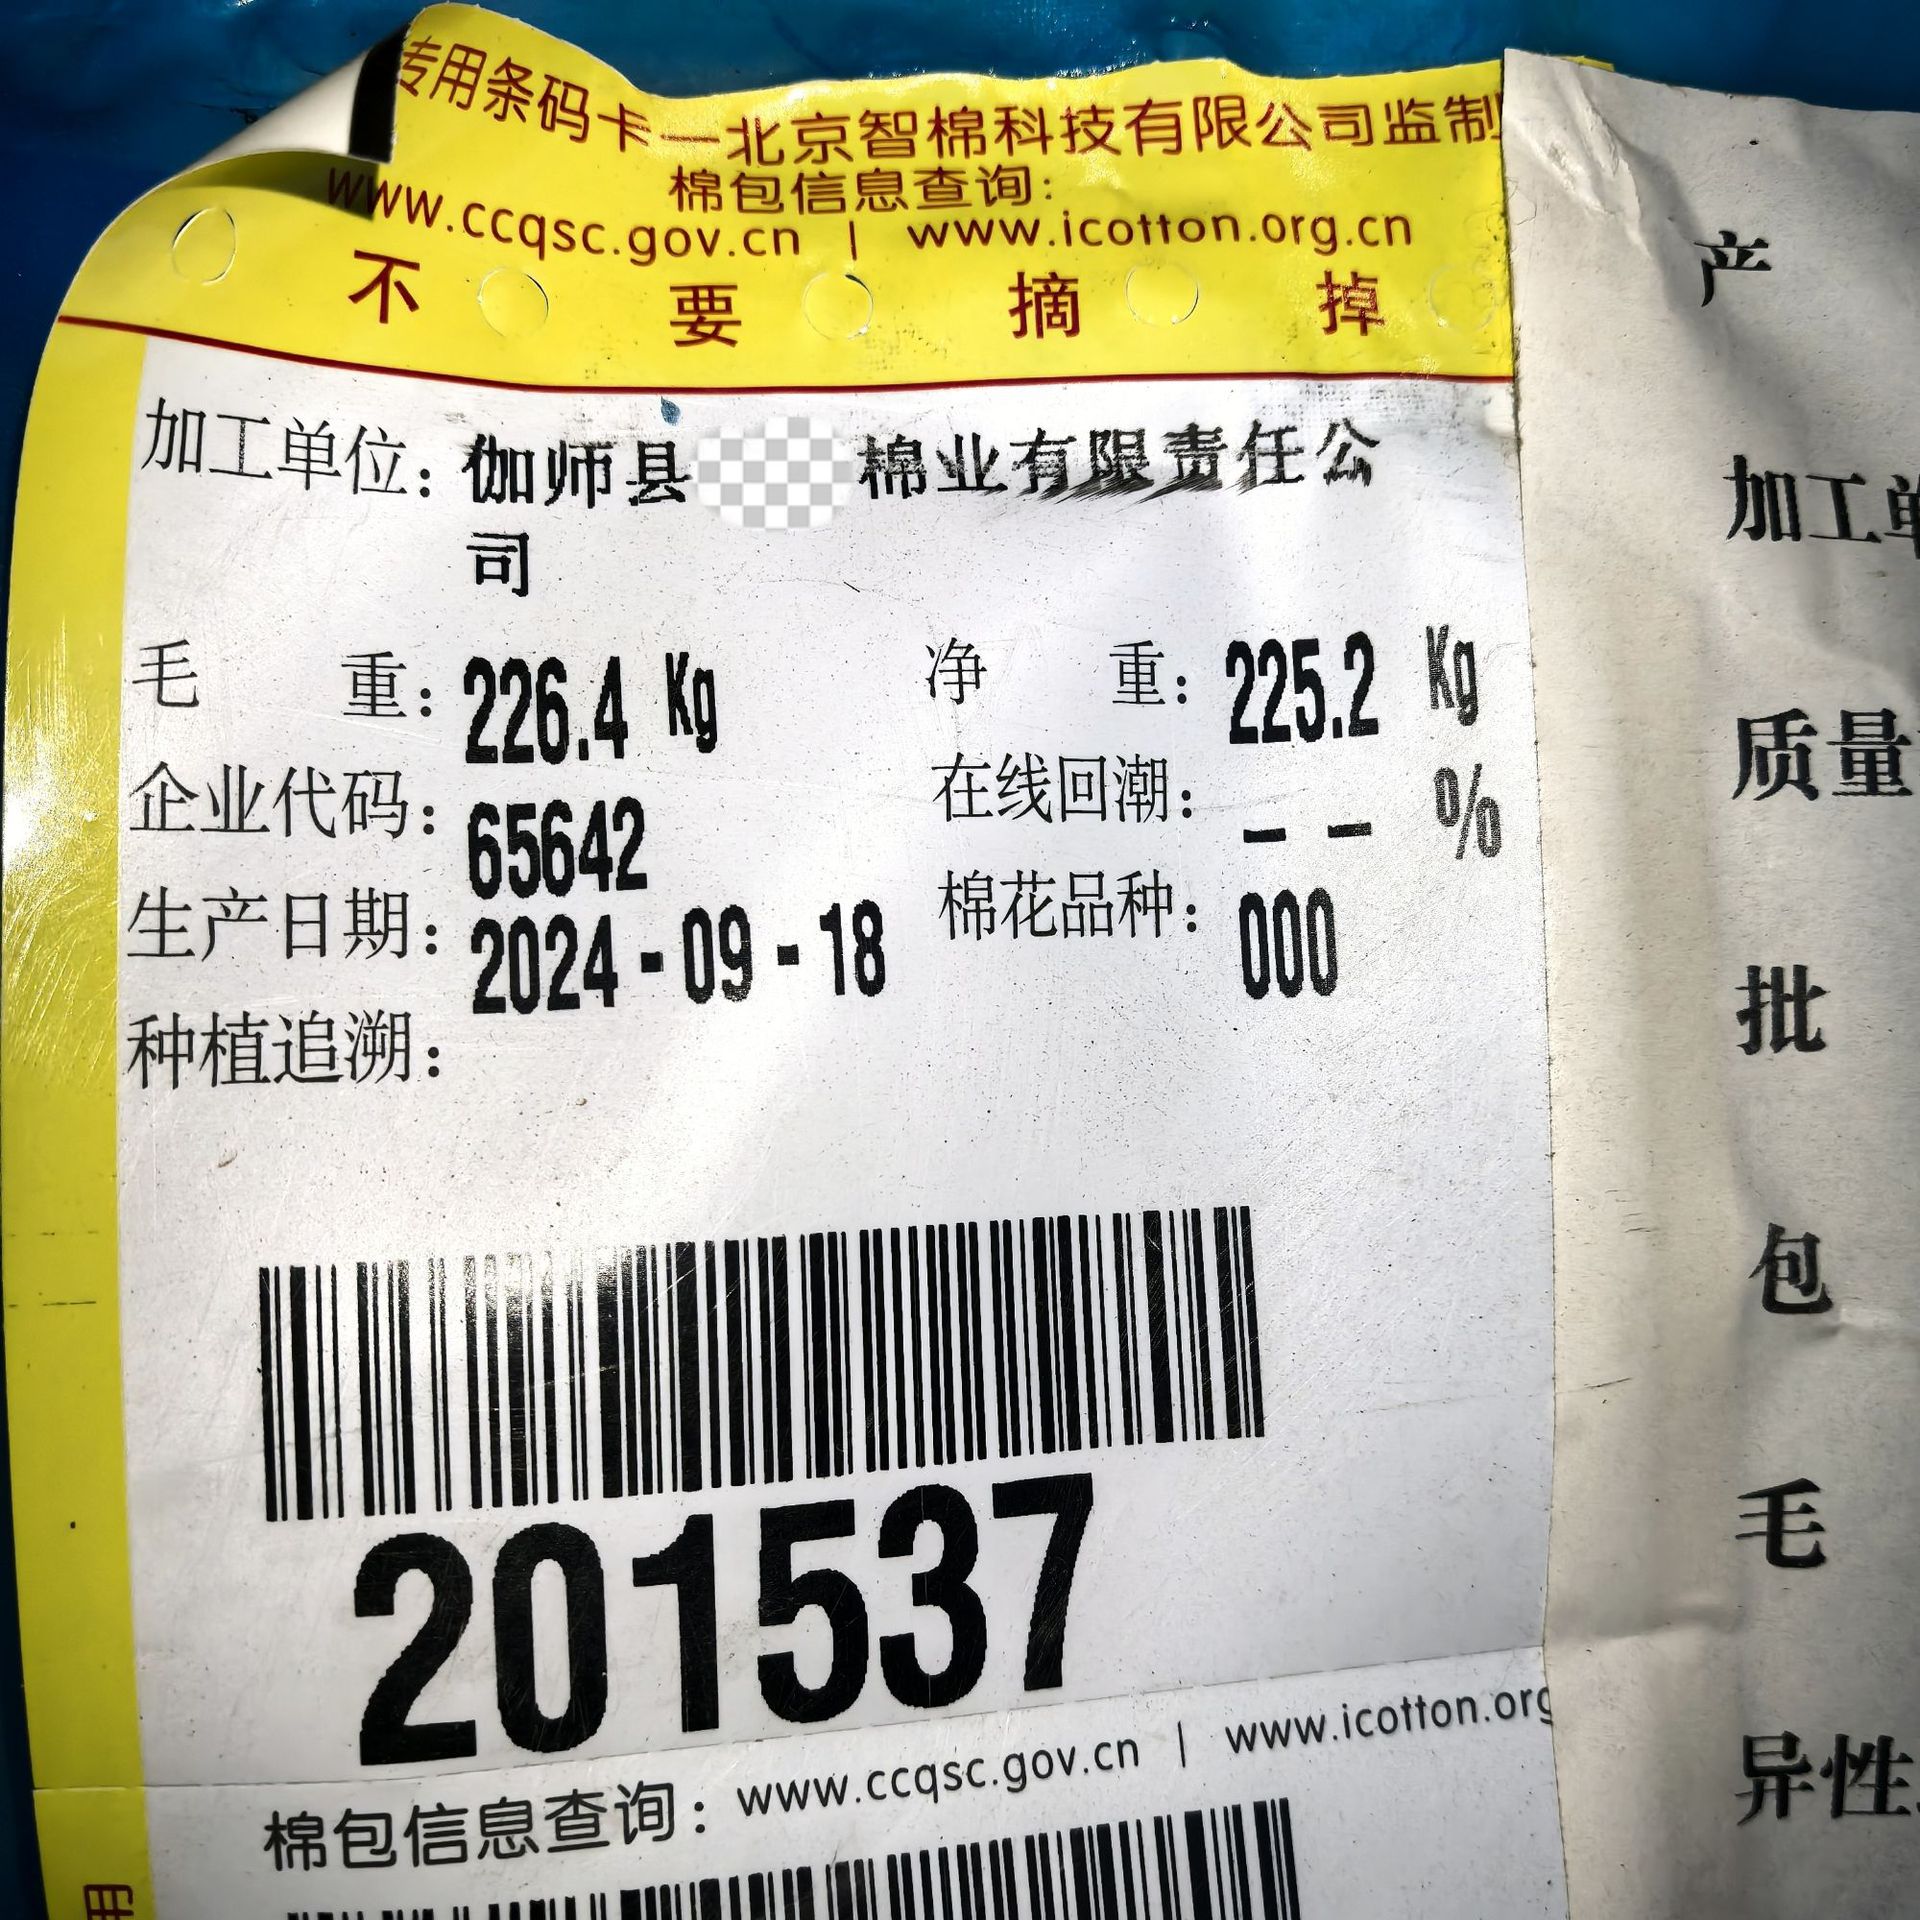 专用条码卡—北京智棉科技有限公司监制
棉包信息查询:
www.ccqsc.gov.cn | www.icotton.org.cn
不 要 摘 掉
加工单位: 伽师县 棉业有限责任公
司
毛 重: 226.4 Kg 净 重: 225.2 Kg
企业代码: 65642 在线回潮: -- %
生产日期: 2024-09-18 棉花品种: 000
种植追溯:
201537
棉包信息查询: www.ccqsc.gov.cn | www.icotton.org
产
加工单
质量
批
包
毛
异性